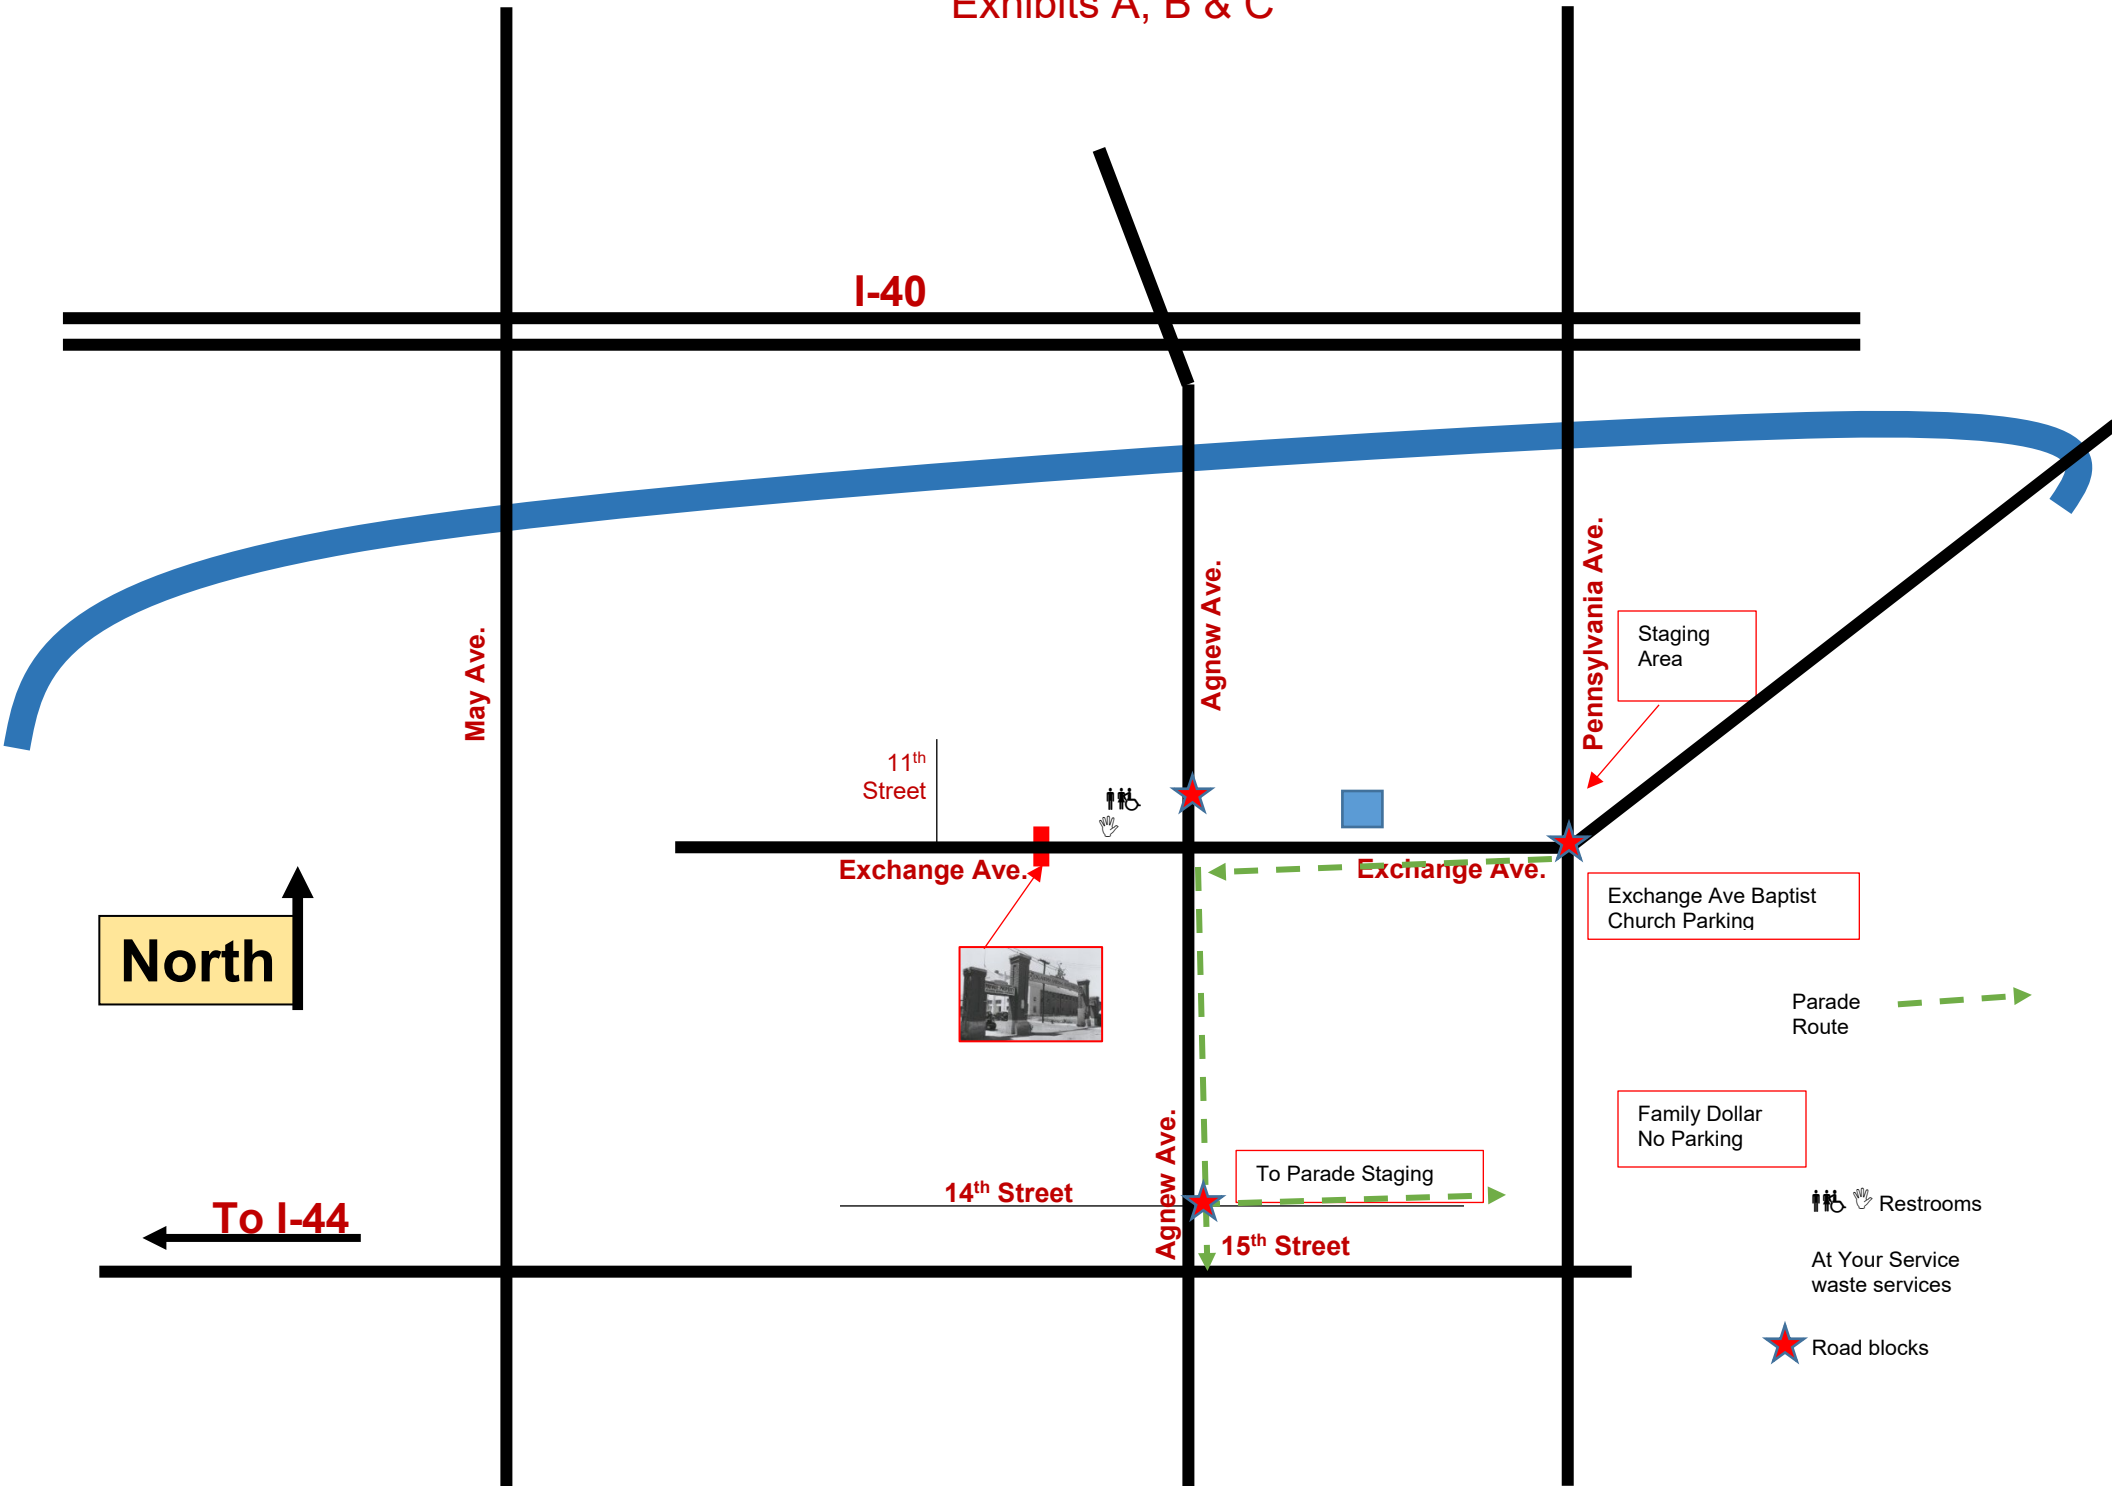 Exhibits A, B & C
I-40
May Ave.
Agnew Ave.
Pennsylvania Ave.
Staging
Area
11th
Street
Exchange Ave.
Exchange Ave.
Exchange Ave Baptist
Church Parking
North
Parade
Route
Family Dollar
No Parking
Agnew Ave.
To Parade Staging
14th Street
To I-44
15th Street
Restrooms
At Your Service
waste services
Road blocks